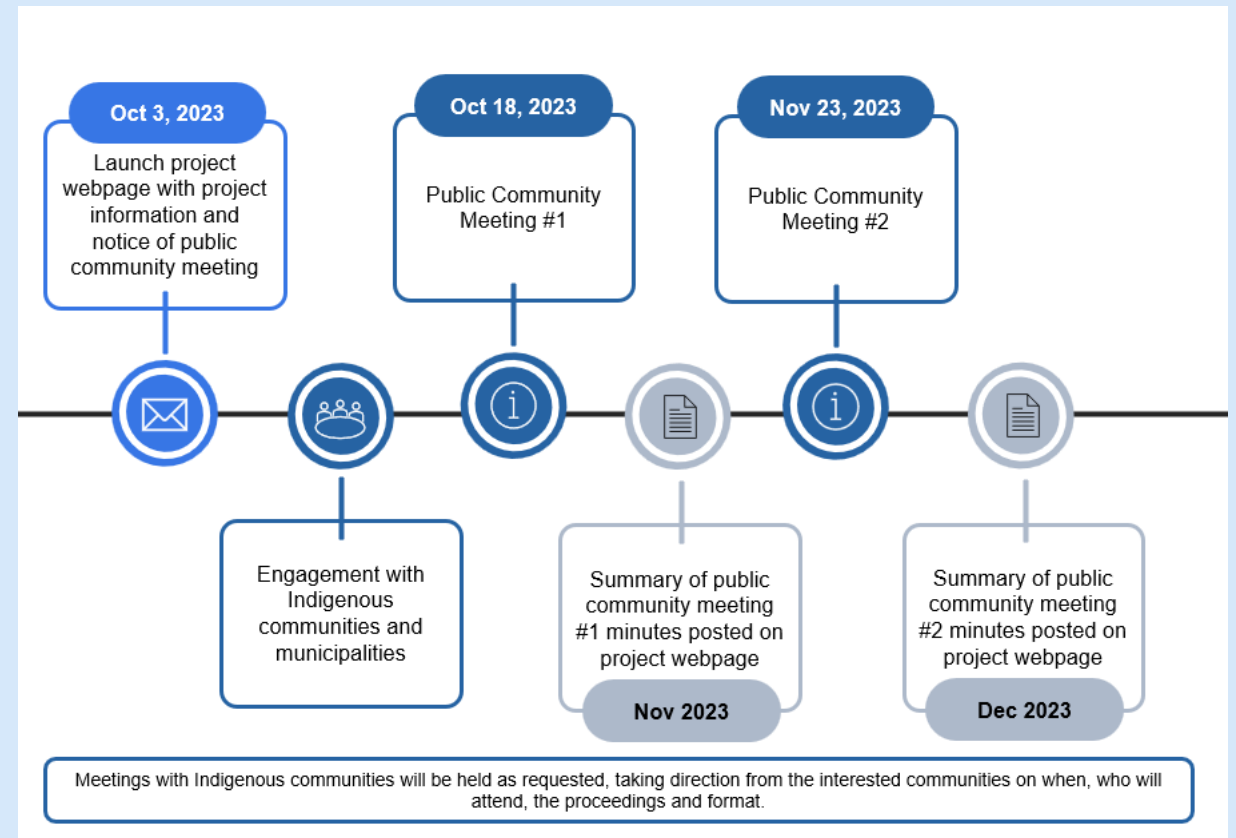 Oct 3, 2023
Launch project
webpage with project
information and
notice of public
community meeting
Oct 18, 2023
Public Community
Meeting #1
Nov 23, 2023
Public Community
Meeting #2
Engagement with
Indigenous
communities and
municipalities
Summary of public
community meeting
#1 minutes posted on
project webpage
Nov 2023
Summary of public
community meeting
#2 minutes posted on
project webpage
Dec 2023
Meetings with Indigenous communities will be held as requested, taking direction from the interested communities on when, who will
attend, the proceedings and format.